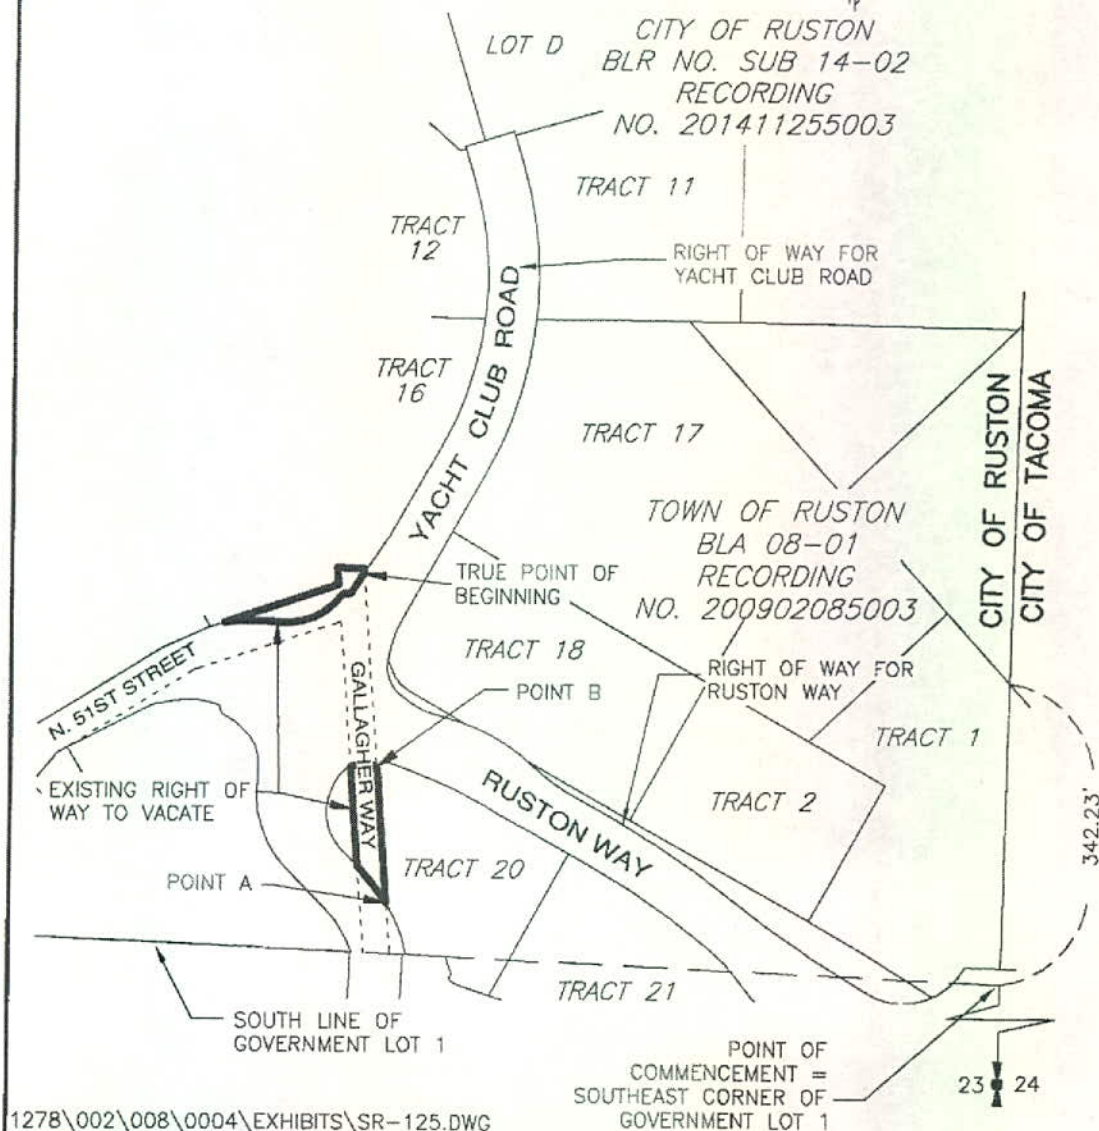 LOT D
CITY OF RUSTON
BLR NO. SUB 14-02
RECORDING
NO. 201411255003
TRACT 11
TRACT
12
RIGHT OF WAY FOR
YACHT CLUB ROAD
YACHT CLUB ROAD
TRACT
16
TRACT 17
CITY OF RUSTON
CITY OF TACOMA
TOWN OF RUSTON
BLA 08-01
RECORDING
NO. 200902085003
TRUE POINT OF
BEGINNING
TRACT 18
N. 51ST STREET
GALLAGHER WAY
POINT B
RIGHT OF WAY FOR
RUSTON WAY
TRACT 1
EXISTING RIGHT OF
WAY TO VACATE
RUSTON WAY
TRACT 2
342.23'
POINT A
TRACT 20
TRACT 21
SOUTH LINE OF
GOVERNMENT LOT 1
POINT OF
COMMENCEMENT =
SOUTHEAST CORNER OF
GOVERNMENT LOT 1
23 24
1278\002\008\0004\EXHIBITS\SR-125.DWG